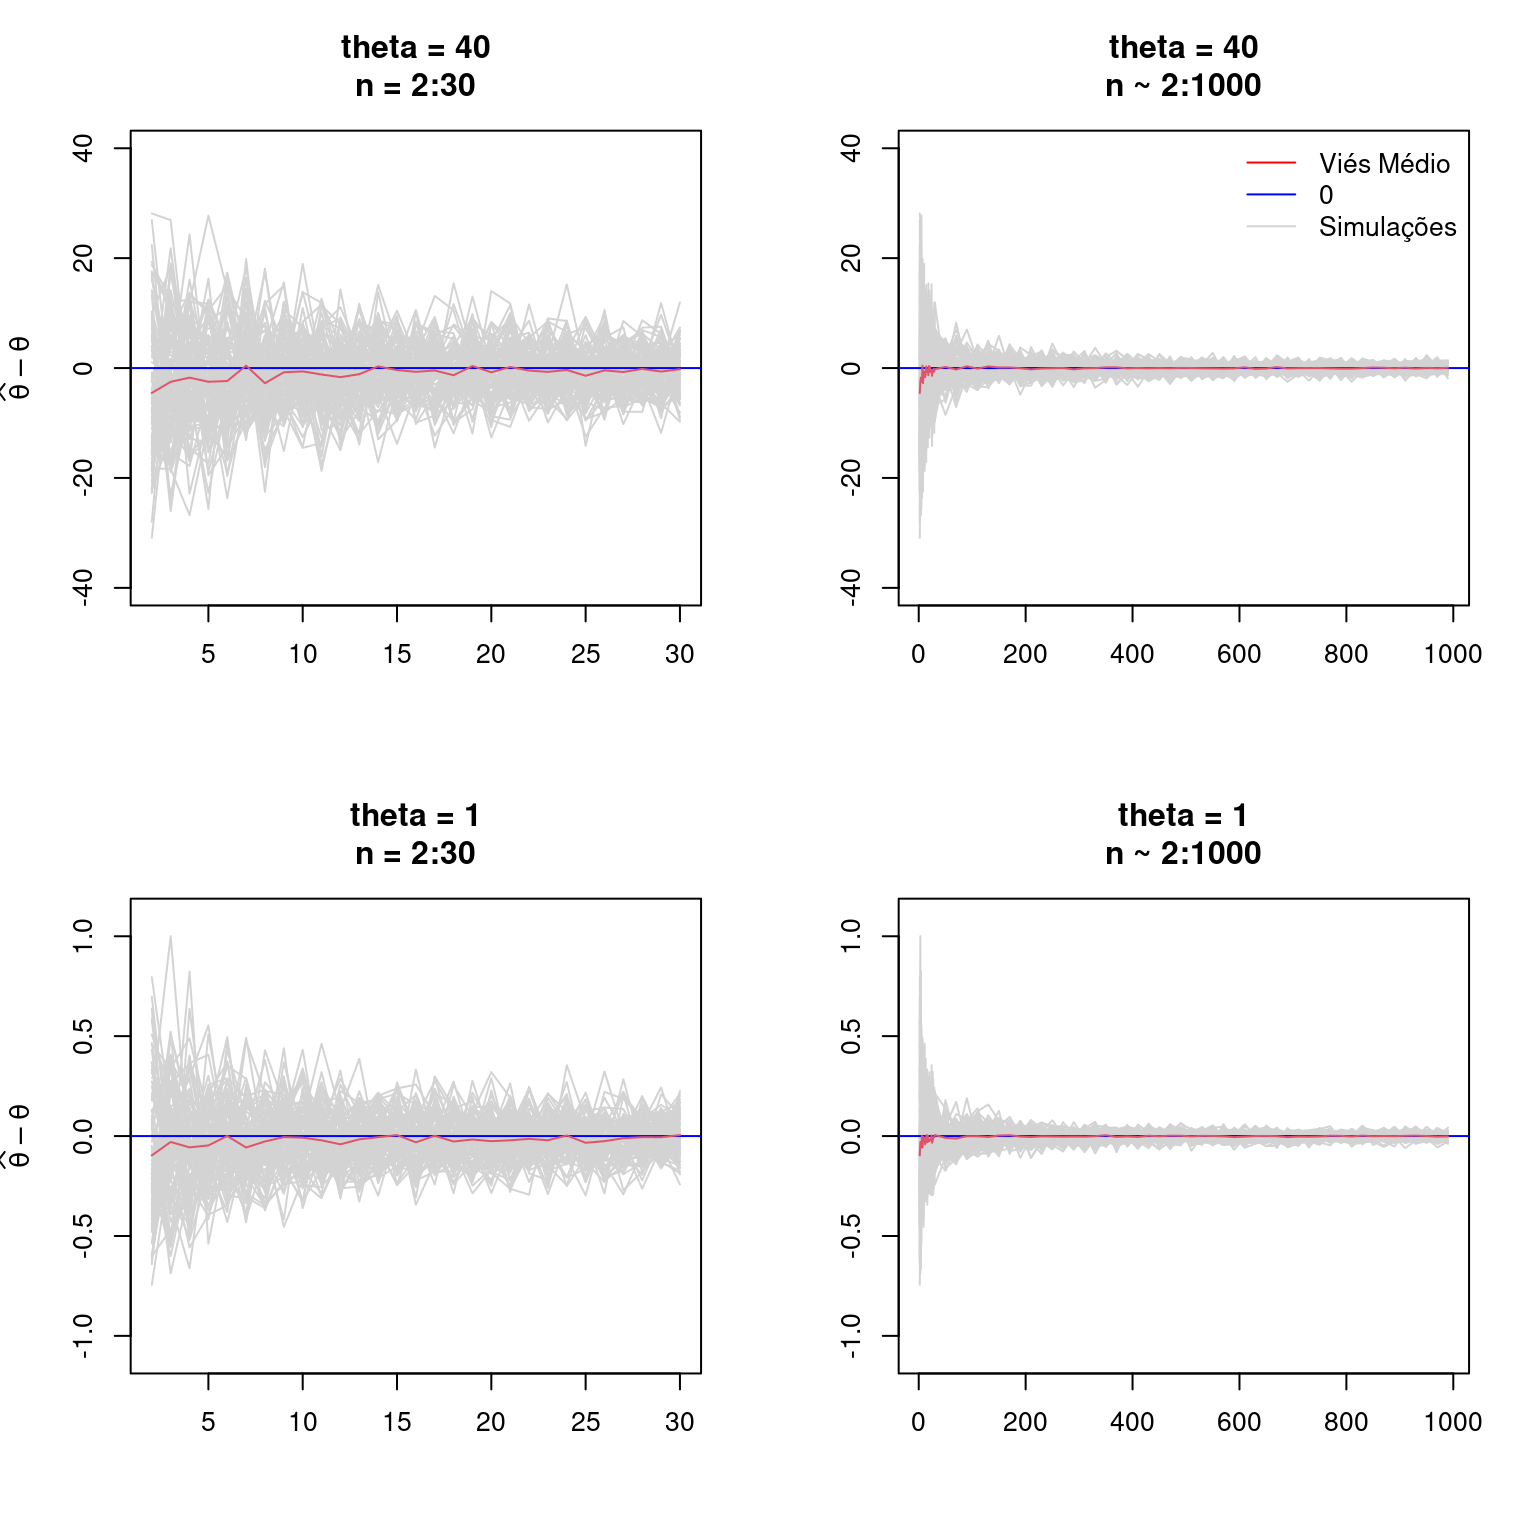 theta = 40
n = 2:30
40
20
0
-20
-40
θ̂ − θ
5 10 15 20 25 30
theta = 40
n ~ 2:1000
40
20
0
-20
-40
Viés Médio
0
Simulações
0 200 400 600 800 1000
theta = 1
n = 2:30
1.0
0.5
0.0
-0.5
-1.0
θ̂ − θ
5 10 15 20 25 30
theta = 1
n ~ 2:1000
1.0
0.5
0.0
-0.5
-1.0
0 200 400 600 800 1000